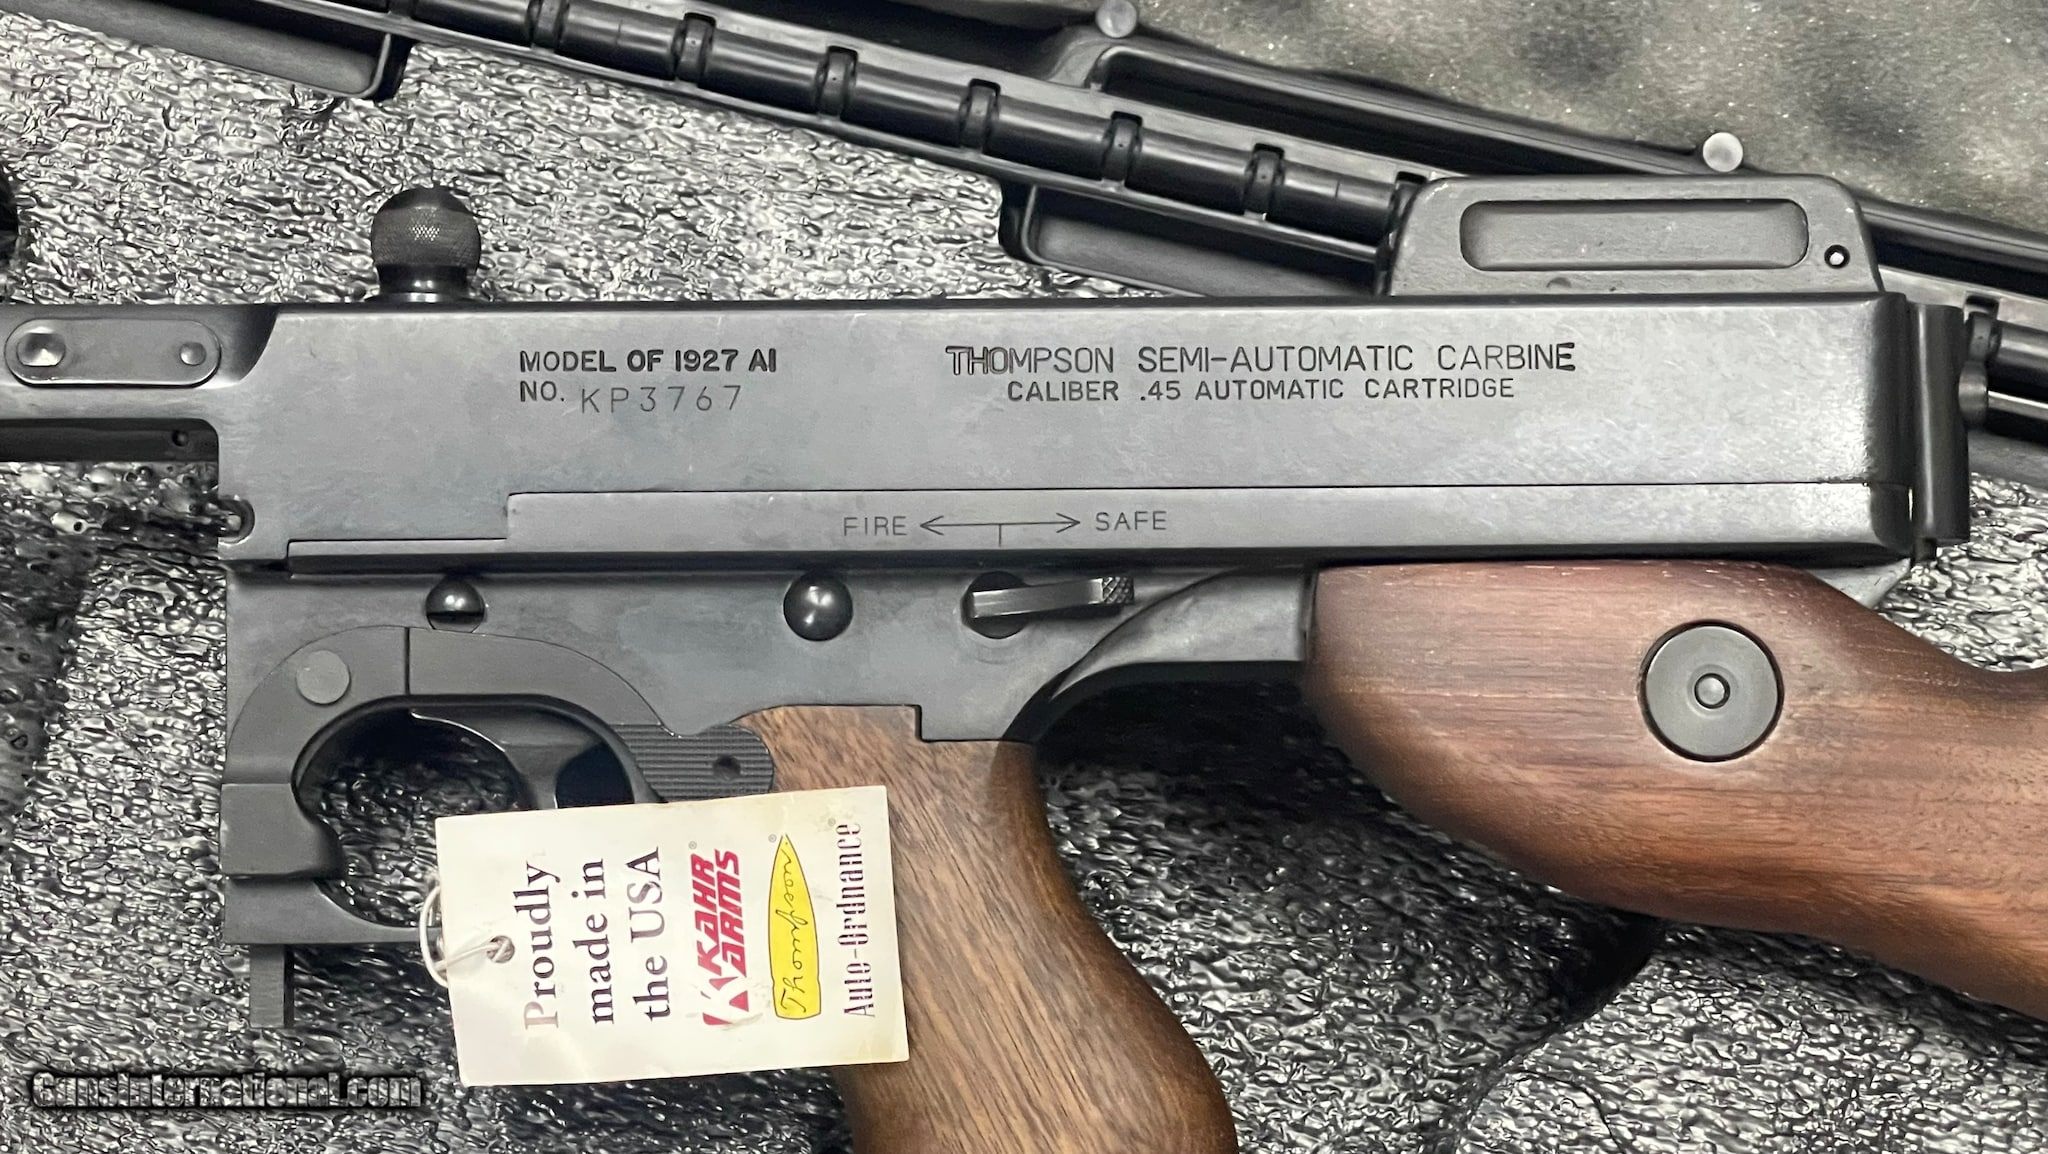 MODEL OF 1927 A1
NO. KP3767
THOMPSON SEMI-AUTOMATIC CARBINE
CALIBER .45 AUTOMATIC CARTRIDGE
FIRE SAFE
Proudly
made in
the USA
KAHR®
ARMS
Thompson®
Auto-Ordnance®
GunsInternational.com